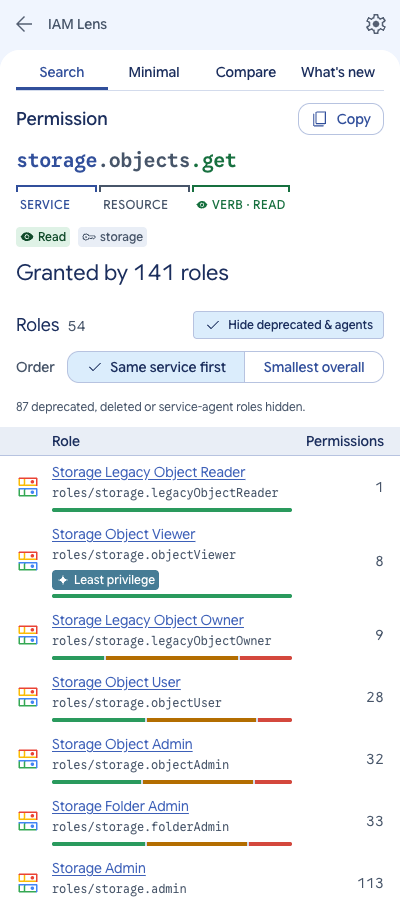 IAM Lens
Search Minimal Compare What's new
Permission Copy
storage.objects.get
SERVICE RESOURCE VERB · READ
Read storage
Granted by 141 roles
Roles 54 Hide deprecated & agents
Order Same service first Smallest overall
87 deprecated, deleted or service-agent roles hidden.
Role Permissions
Storage Legacy Object Reader
roles/storage.legacyObjectReader 1
Storage Object Viewer
roles/storage.objectViewer 8
Least privilege
Storage Legacy Object Owner
roles/storage.legacyObjectOwner 9
Storage Object User
roles/storage.objectUser 28
Storage Object Admin
roles/storage.objectAdmin 32
Storage Folder Admin
roles/storage.folderAdmin 33
Storage Admin
roles/storage.admin 113